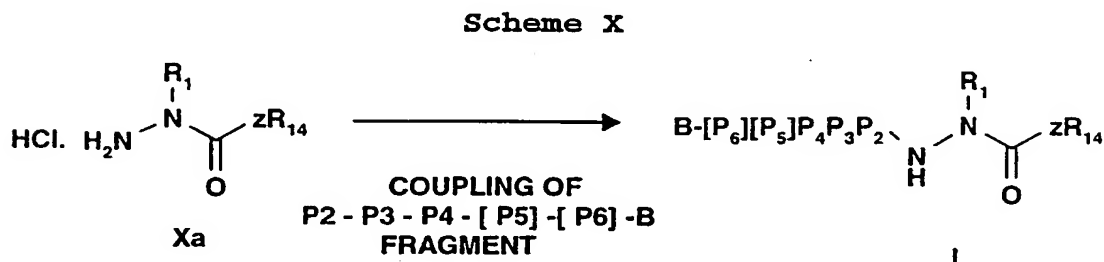 Scheme X
R1
HCl. H2N N zR14
O
Xa
COUPLING OF
P2 - P3 - P4 - [ P5] -[ P6] -B
FRAGMENT
R1
B-[P6][P5]P4P3P2 N N zR14
H O
I